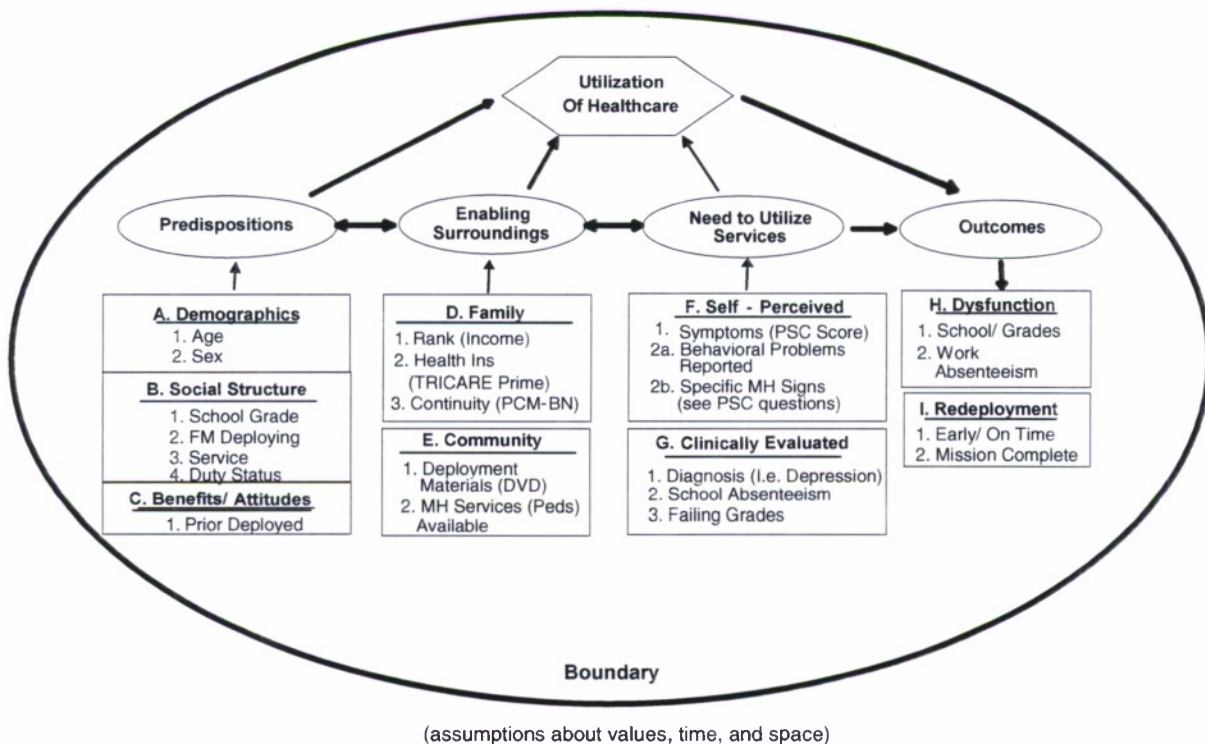 Utilization
Of Healthcare
Predispositions
Enabling
Surroundings
Need to Utilize
Services
Outcomes
A. Demographics
1. Age
2. Sex
B. Social Structure
1. School Grade
2. FM Deploying
3. Service
4. Duty Status
C. Benefits/ Attitudes
1. Prior Deployed
D. Family
1. Rank (Income)
2. Health Ins
(TRICARE Prime)
3. Continuity (PCM-BN)
E. Community
1. Deployment
Materials (DVD)
2. MH Services (Peds)
Available
F. Self - Perceived
1. Symptoms (PSC Score)
2a. Behavioral Problems
Reported
2b. Specific MH Signs
(see PSC questions)
G. Clinically Evaluated
1. Diagnosis (I.e. Depression)
2. School Absenteeism
3. Failing Grades
H. Dysfunction
1. School/ Grades
2. Work
Absenteeism
I. Redeployment
1. Early/ On Time
2. Mission Complete
Boundary
(assumptions about values, time, and space)